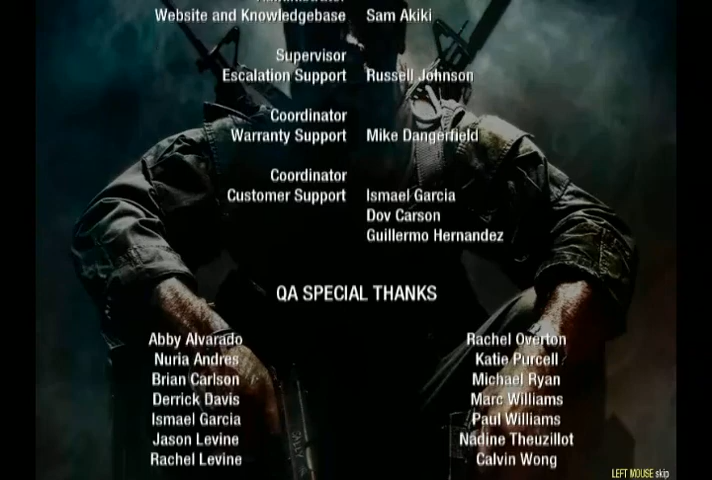 Administrator
Website and Knowledgebase Sam Akiki
Supervisor
Escalation Support Russell Johnson
Coordinator
Warranty Support Mike Dangerfield
Coordinator
Customer Support Ismael Garcia
Dov Carson
Guillermo Hernandez
QA SPECIAL THANKS
Abby Alvarado Rachel Overton
Nuria Andres Katie Purcell
Brian Carlson Michael Ryan
Derrick Davis Marc Williams
Ismael Garcia Paul Williams
Jason Levine Nadine Theuzillot
Rachel Levine Calvin Wong
LEFT MOUSE skip